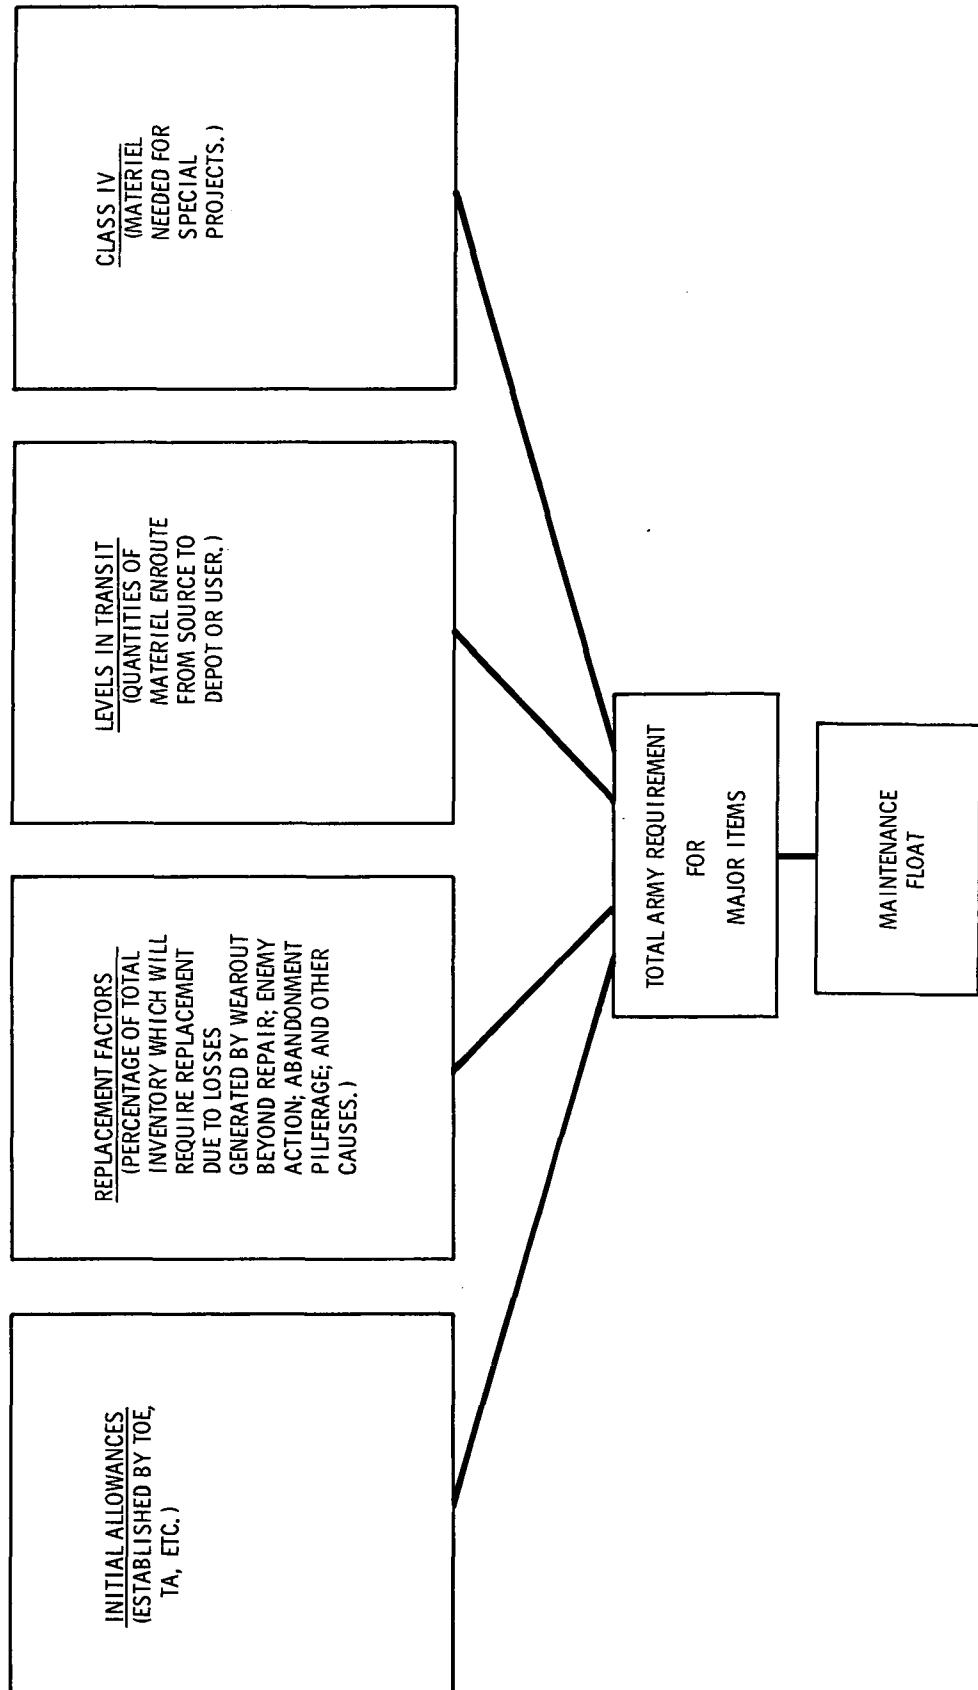 INITIAL ALLOWANCES
(ESTABLISHED BY TOE,
TA, ETC.)
REPLACEMENT FACTORS
(PERCENTAGE OF TOTAL
INVENTORY WHICH WILL
REQUIRE REPLACEMENT
DUE TO LOSSES
GENERATED BY WEAROUT
BEYOND REPAIR; ENEMY
ACTION; ABANDONMENT
PILFERAGE; AND OTHER
CAUSES.)
LEVELS IN TRANSIT
(QUANTITIES OF
MATERIEL ENROUTE
FROM SOURCE TO
DEPOT OR USER.)
CLASS IV
(MATERIEL
NEEDED FOR
SPECIAL
PROJECTS.)
TOTAL ARMY REQUIREMENT
FOR
MAJOR ITEMS
MAINTENANCE
FLOAT